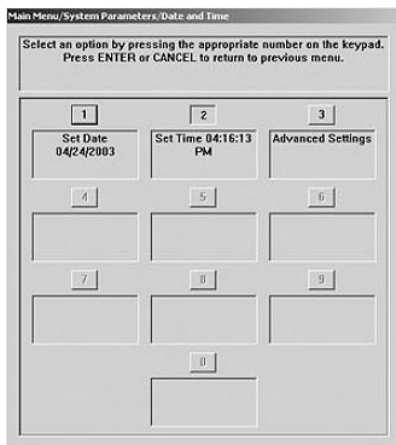 Main Menu/System Parameters/Date and Time
Select an option by pressing the appropriate number on the keypad.
Press ENTER or CANCEL to return to previous menu.
1
2
3
Set Date
04/24/2003
Set Time 04:16:13
PM
Advanced Settings
4
5
6
7
8
9
0